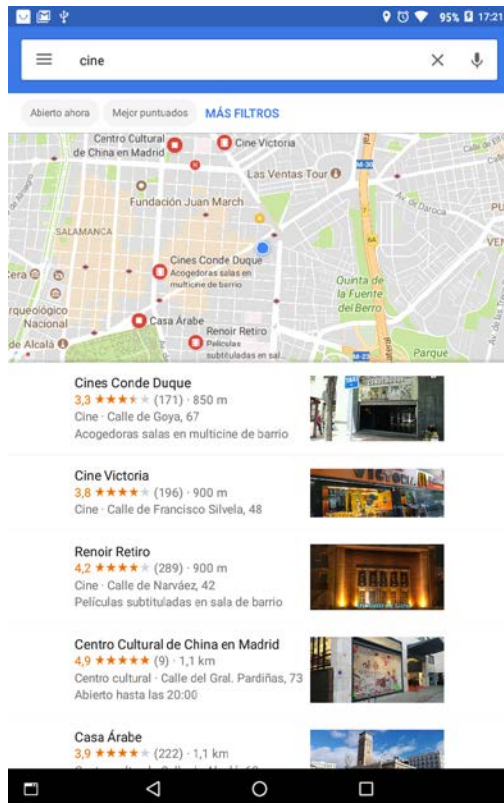 95% 17:21
cine
Abierto ahora Mejor puntuados MÁS FILTROS
Centro Cultural
de China en Madrid
Cine Victoria
M-30
Las Ventas Tour
Fundación Juan March
Av. de Daroca
SALAMANCA
Cines Conde Duque
Acogedoras salas en
multicine de barrio
Quinta de
la Fuente
del Berro
Nacional
Casa Árabe
de Alcalá
Renoir Retiro
Películas
subtituladas en sal...
M-23
Parque
Cines Conde Duque
3,3 (171) · 850 m
Cine · Calle de Goya, 67
Acogedoras salas en multicine de barrio
Cine Victoria
3,8 (196) · 900 m
Cine · Calle de Francisco Silvela, 48
Renoir Retiro
4,2 (289) · 900 m
Cine · Calle de Narváez, 42
Películas subtituladas en sala de barrio
Centro Cultural de China en Madrid
4,9 (9) · 1,1 km
Centro cultural · Calle del Gral. Pardiñas, 73
Abierto hasta las 20:00
Casa Árabe
3,9 (222) · 1,1 km